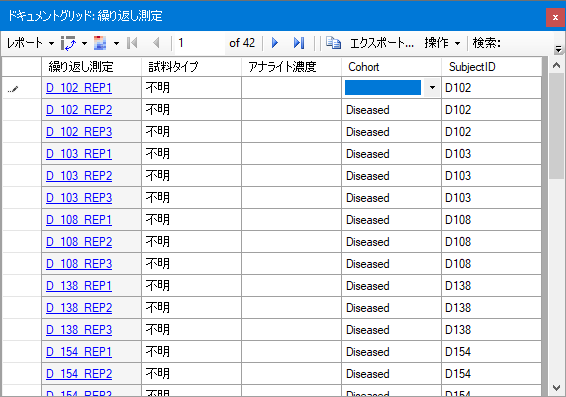 ドキュメントグリッド: 繰り返し測定
レポート 1 of 42 エクスポート... 操作 検索:
繰り返し測定 試料タイプ アナライト濃度 Cohort SubjectID
D_102_REP1 不明 D102
D_102_REP2 不明 Diseased D102
D_102_REP3 不明 Diseased D102
D_103_REP1 不明 Diseased D103
D_103_REP2 不明 Diseased D103
D_103_REP3 不明 Diseased D103
D_108_REP1 不明 Diseased D108
D_108_REP2 不明 Diseased D108
D_108_REP3 不明 Diseased D108
D_138_REP1 不明 Diseased D138
D_138_REP2 不明 Diseased D138
D_138_REP3 不明 Diseased D138
D_154_REP1 不明 Diseased D154
D_154_REP2 不明 Diseased D154
D_154_REP3 不明 Diseased D154